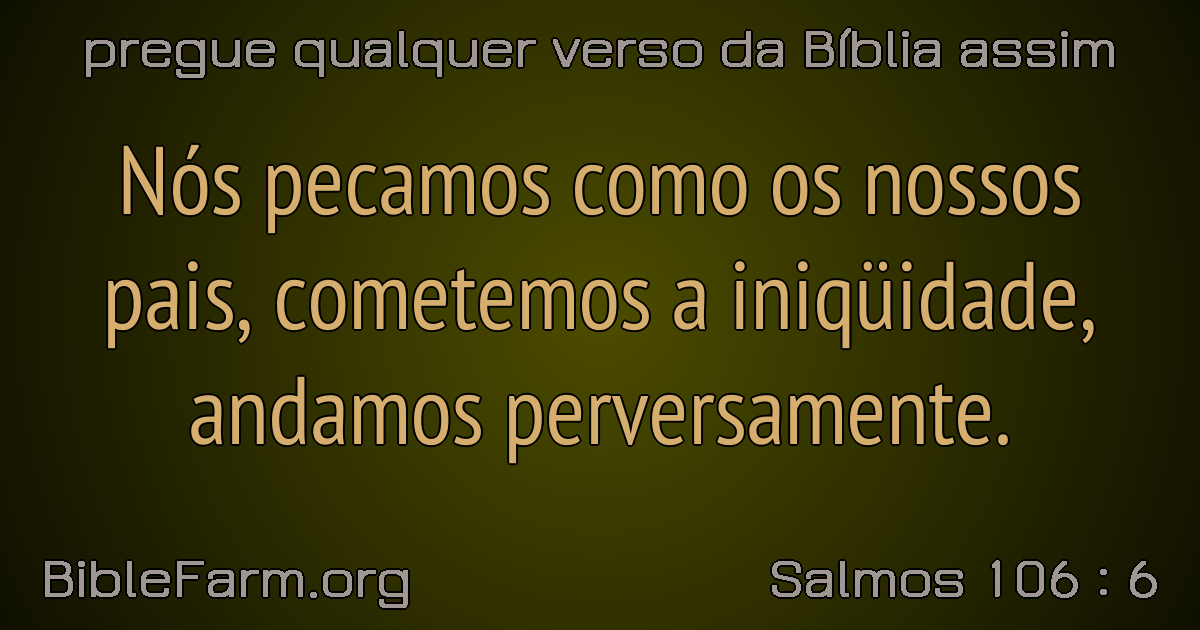 pregue qualquer verso da Bíblia assim
Nós pecamos como os nossos
pais, cometemos a iniqüidade,
andamos perversamente.
BibleFarm.org
Salmos 106 : 6